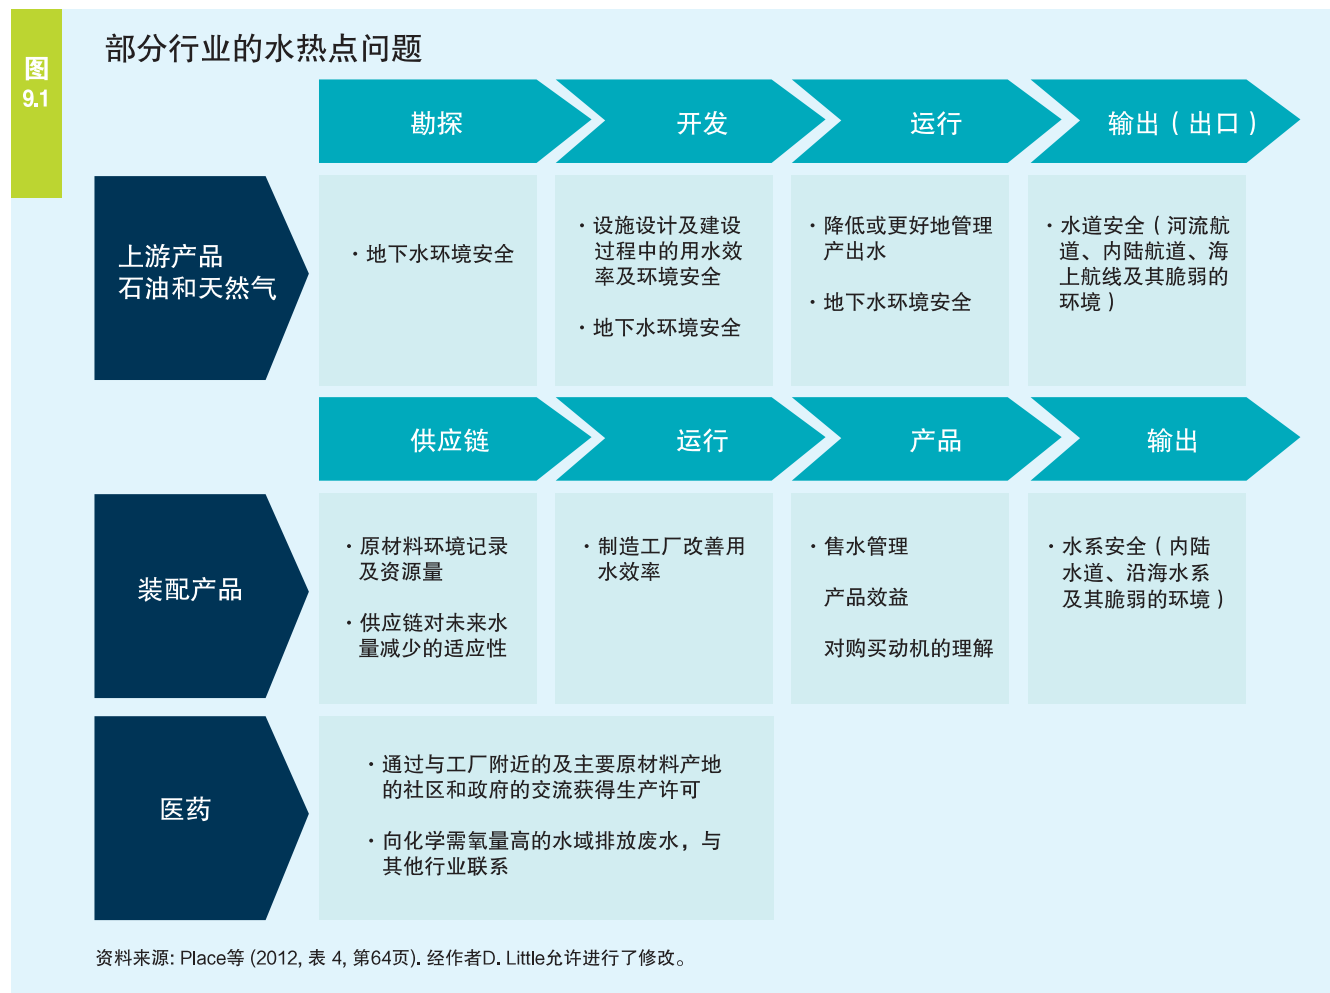 图
9.1
部分行业的水热点问题
勘探
开发
运行
输出（出口）
上游产品
石油和天然气
·地下水环境安全
·设施设计及建设
过程中的用水效
率及环境安全
·地下水环境安全
·降低或更好地管理
产出水
·地下水环境安全
·水道安全（河流航
道、内陆航道、海
上航线及其脆弱的
环境）
供应链
运行
产品
输出
装配产品
·原材料环境记录
及资源量
·供应链对未来水
量减少的适应性
·制造工厂改善用
水效率
·售水管理
产品效益
对购买动机的理解
·水系安全（内陆
水道、沿海水系
及其脆弱的环境）
医药
·通过与工厂附近的及主要原材料产地
的社区和政府的交流获得生产许可
·向化学需氧量高的水域排放废水，与
其他行业联系
资料来源: Place等 (2012, 表 4, 第64页). 经作者D. Little允许进行了修改。